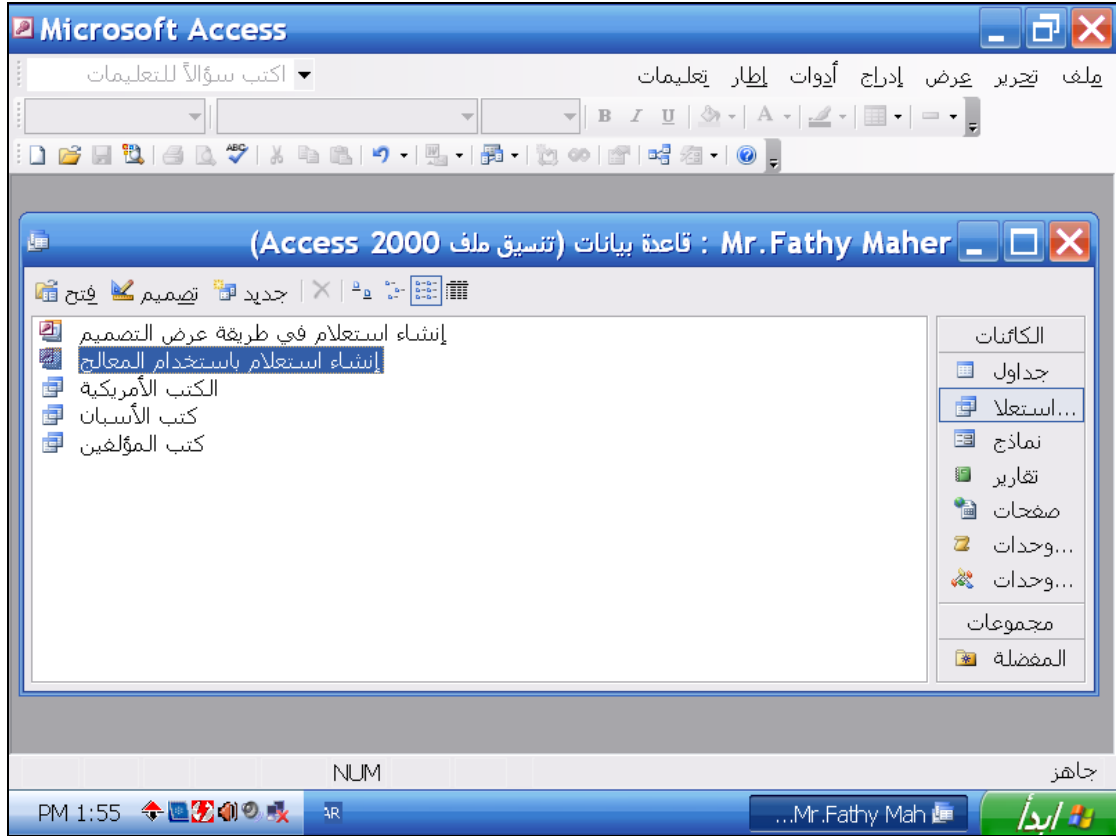 Microsoft Access
ملف تحرير عرض إدراج أدوات إطار تعليمات
اكتب سؤالاً للتعليمات
B I U A
ABC
Mr.Fathy Maher : قاعدة بيانات (تنسيق ملف Access 2000)
فتح تصميم جديد
الكائنات
جداول
استعلا...
نماذج
تقارير
صفحات
وحدات...
وحدات...
مجموعات
المفضلة
إنشاء استعلام في طريقة عرض التصميم
إنشاء استعلام باستخدام المعالج
الكتب الأمريكية
كتب الأسبان
كتب المؤلفين
جاهز
NUM
ابدأ
Mr.Fathy Mah...
AR
PM 1:55